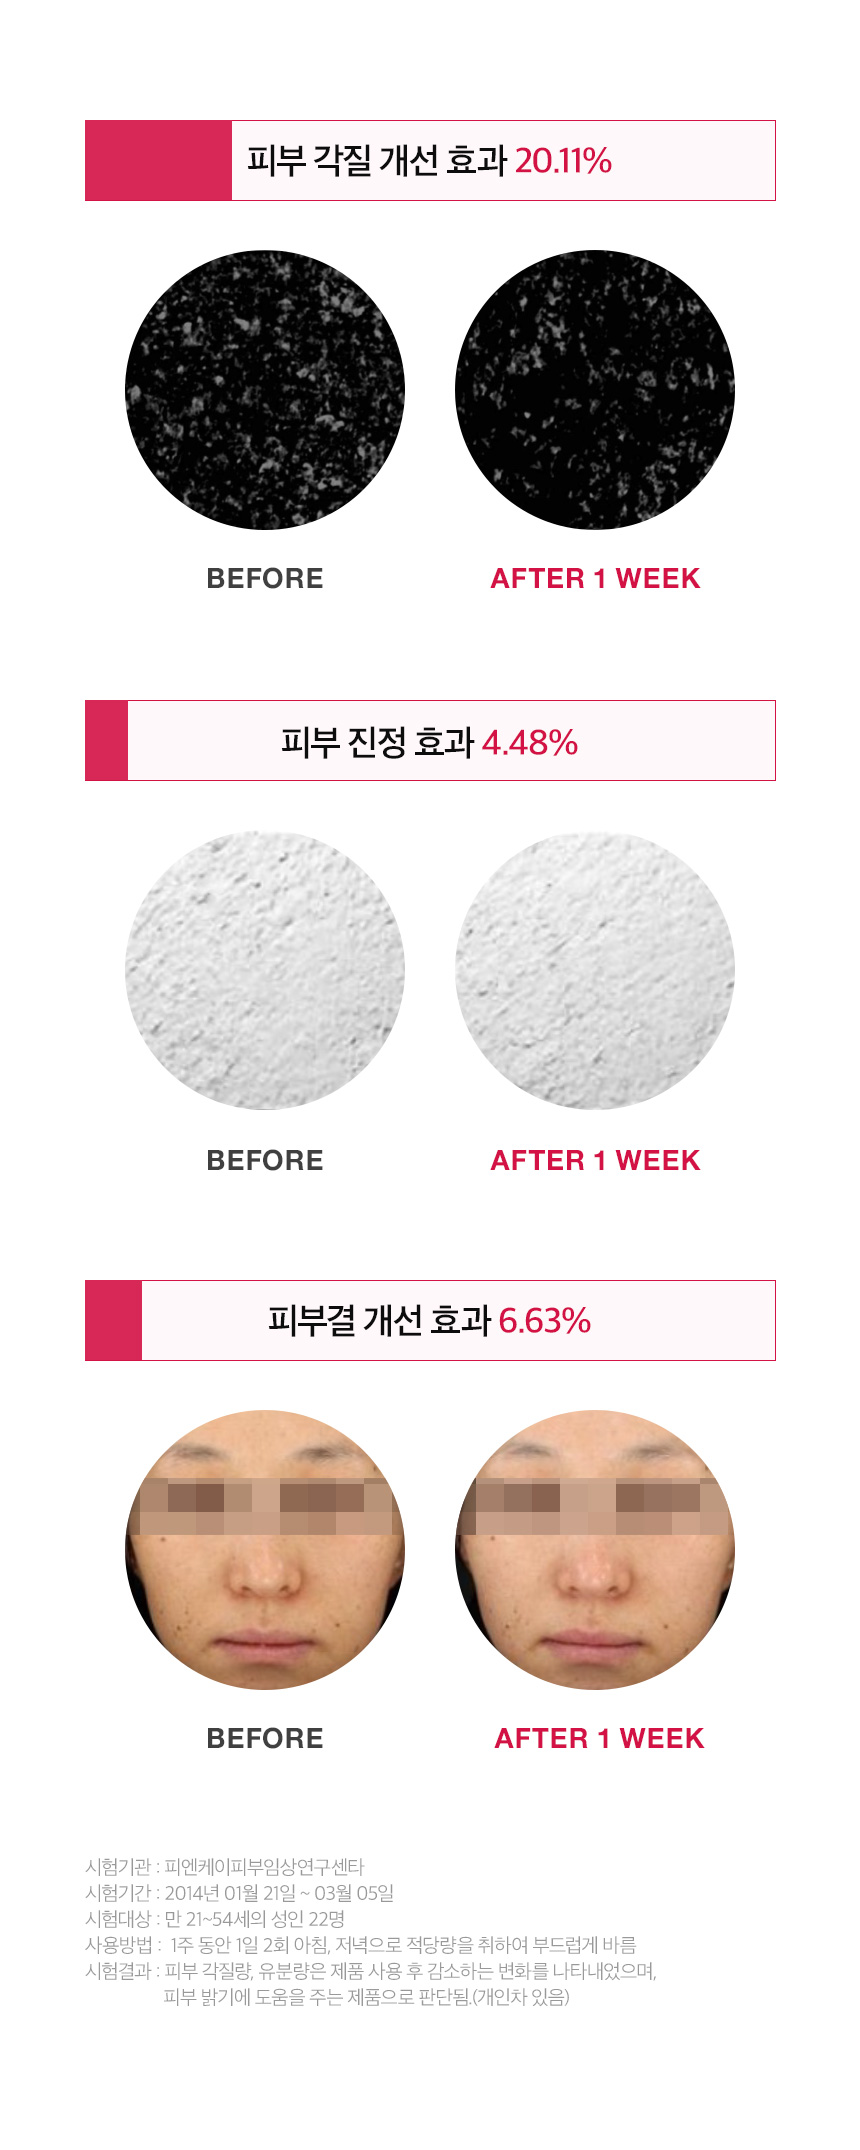 피부 각질 개선 효과 20.11%
BEFORE
AFTER 1 WEEK
피부 진정 효과 4.48%
BEFORE
AFTER 1 WEEK
피부결 개선 효과 6.63%
BEFORE
AFTER 1 WEEK
시험기관 : 피엔케이피부임상연구센타
시험기간 : 2014년 01월 21일 ~ 03월 05일
시험대상 : 만 21~54세의 성인 22명
사용방법 : 1주 동안 1일 2회 아침, 저녁으로 적당량을 취하여 부드럽게 바름
시험결과 : 피부 각질량, 유분량은 제품 사용 후 감소하는 변화를 나타내었으며,
피부 밝기에 도움을 주는 제품으로 판단됨.(개인차 있음)